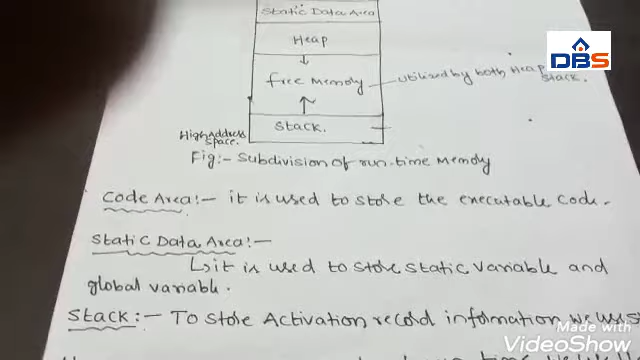 Static Data Area
Heap
free Memory
utilized by both Heap
stack.
DBS
stack.
High Address
space.
Fig:- Subdivision of run-time Memory
Code Area:- it is used to store the executable code.
Static Data Area:-
it is used to store static variable and
global variable.
Stack:- To store Activation record information we
Made with
VideoShow